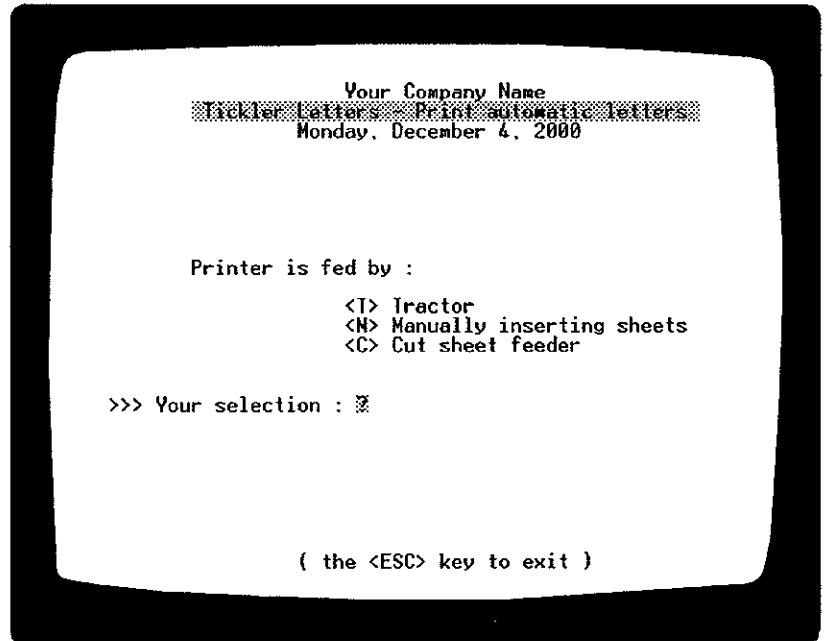 Your Company Name
Tickler Letters - Print automatic letters
Monday, December 4, 2000
Printer is fed by :
<T> Tractor
<M> Manually inserting sheets
<C> Cut sheet feeder
>>> Your selection : ?
( the <ESC> key to exit )